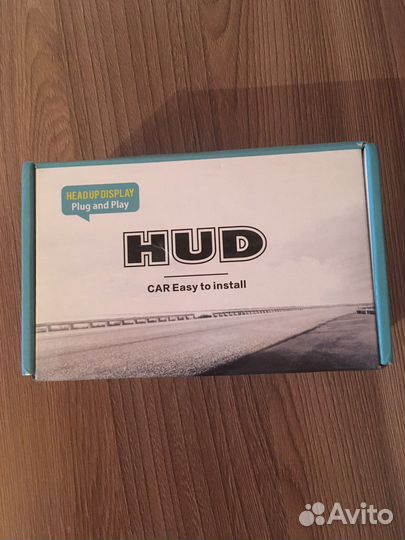 HEAD UP DISPLAY
Plug and Play
HUD
CAR Easy to install
Avito